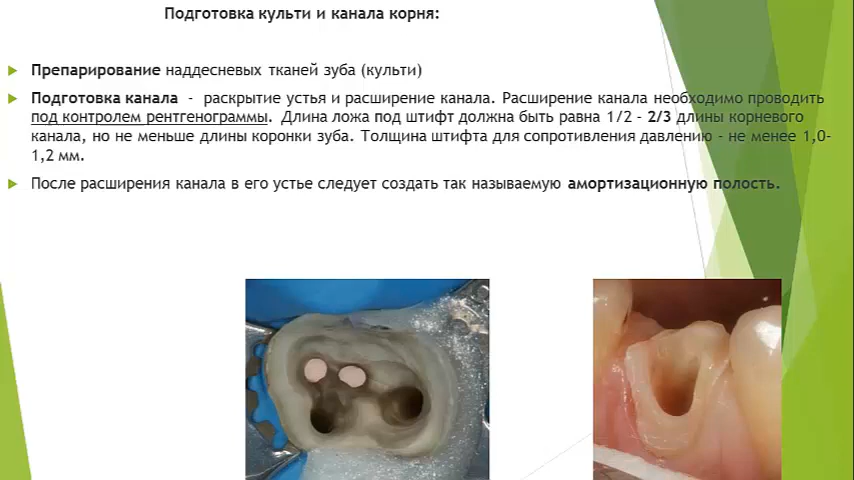 Подготовка культи и канала корня:
Препарирование наддесневых тканей зуба (культи)
Подготовка канала - раскрытие устья и расширение канала. Расширение канала необходимо проводить
под контролем рентгенограммы. Длина ложа под штифт должна быть равна 1/2 – 2/3 длины корневого
канала, но не меньше длины коронки зуба. Толщина штифта для сопротивления давлению – не менее 1,0-
1,2 мм.
После расширения канала в его устье следует создать так называемую амортизационную полость.